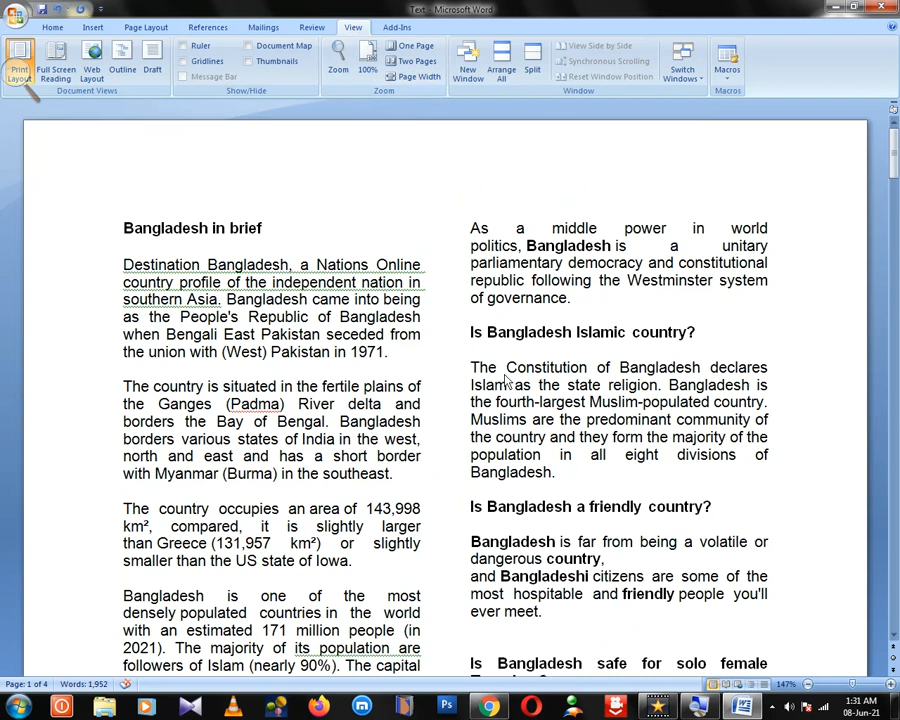 Text - Microsoft Word
Home Insert Page Layout References Mailings Review View Add-Ins
Print Layout
Full Screen Reading
Web Layout
Outline
Draft
Document Views
Ruler
Gridlines
Message Bar
Document Map
Thumbnails
Show/Hide
Zoom
100%
One Page
Two Pages
Page Width
Zoom
New Window
Arrange All
Split
View Side by Side
Synchronous Scrolling
Reset Window Position
Switch Windows
Window
Macros
Macros
Bangladesh in brief
Destination Bangladesh, a Nations Online
country profile of the independent nation in
southern Asia. Bangladesh came into being
as the People's Republic of Bangladesh
when Bengali East Pakistan seceded from
the union with (West) Pakistan in 1971.
The country is situated in the fertile plains of
the Ganges (Padma) River delta and
borders the Bay of Bengal. Bangladesh
borders various states of India in the west,
north and east and has a short border
with Myanmar (Burma) in the southeast.
The country occupies an area of 143,998
km², compared, it is slightly larger
than Greece (131,957 km²) or slightly
smaller than the US state of Iowa.
Bangladesh is one of the most
densely populated countries in the world
with an estimated 171 million people (in
2021). The majority of its population are
followers of Islam (nearly 90%). The capital
As a middle power in world
politics, Bangladesh is a unitary
parliamentary democracy and constitutional
republic following the Westminster system
of governance.
Is Bangladesh Islamic country?
The Constitution of Bangladesh declares
Islam as the state religion. Bangladesh is
the fourth-largest Muslim-populated country.
Muslims are the predominant community of
the country and they form the majority of the
population in all eight divisions of
Bangladesh.
Is Bangladesh a friendly country?
Bangladesh is far from being a volatile or
dangerous country,
and Bangladeshi citizens are some of the
most hospitable and friendly people you'll
ever meet.
Is Bangladesh safe for solo female
Page: 1 of 4 Words: 1,952 147%
1:31 AM
08-Jun-21